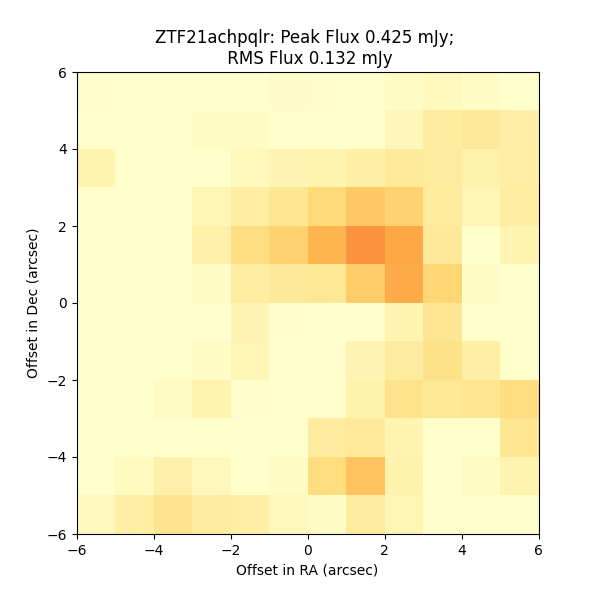 ZTF21achpqlr: Peak Flux 0.425 mJy;
RMS Flux 0.132 mJy
6
4
2
0
−2
−4
−6
Offset in Dec (arcsec)
−6 −4 −2 0 2 4 6
Offset in RA (arcsec)